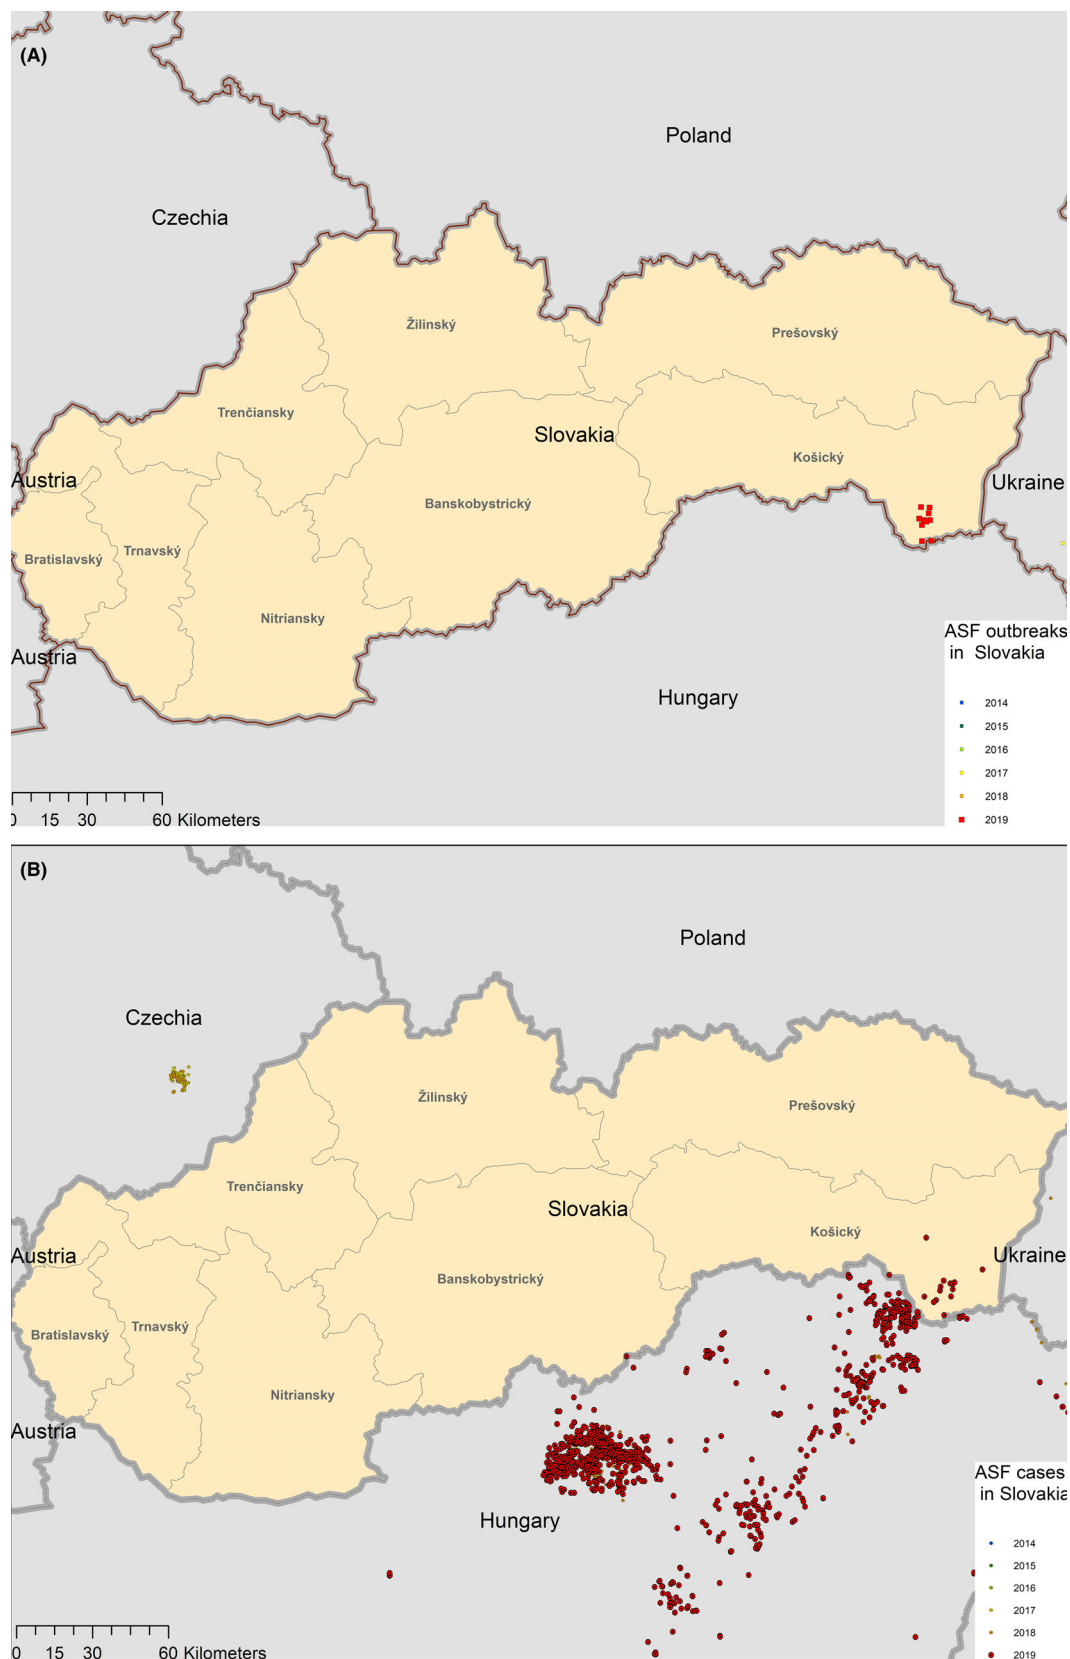 (A)
Poland
Czechia
Žilinský
Prešovský
Trenčiansky
Slovakia
Košický
Austria
Ukraine
Banskobystrický
Trnavský
Bratislavský
Nitriansky
Austria
Hungary
ASF outbreaks
in Slovakia
2014
2015
2016
2017
2018
2019
0 15 30 60 Kilometers
(B)
Poland
Czechia
Žilinský
Prešovský
Trenčiansky
Slovakia
Košický
Austria
Ukraine
Banskobystrický
Trnavský
Bratislavský
Nitriansky
Austria
Hungary
ASF cases
in Slovakia
2014
2015
2016
2017
2018
2019
0 15 30 60 Kilometers